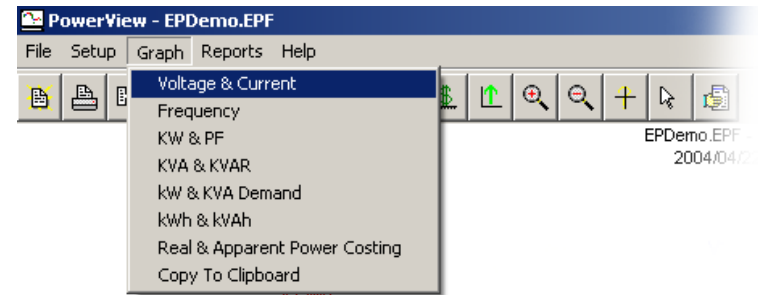 PowerView - EPDemo.EPF
File Setup Graph Reports Help
Voltage & Current
Frequency
KW & PF
KVA & KVAR
kW & KVA Demand
kWh & kVAh
Real & Apparent Power Costing
Copy To Clipboard
EPDemo.EPF -
2004/04/